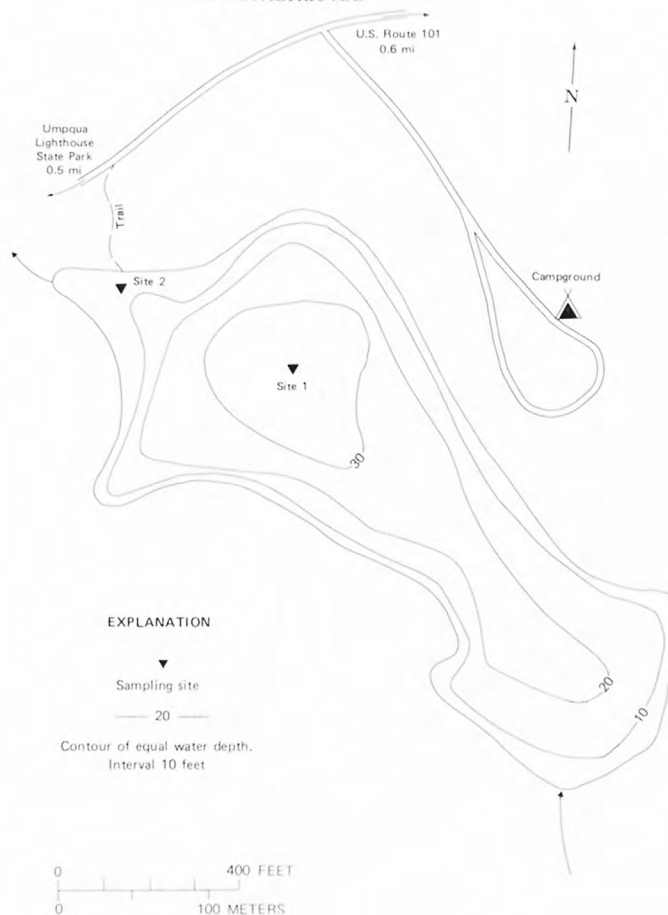 U.S. Route 101
0.6 mi
N
Umpqua
Lighthouse
State Park
0.5 mi
Trail
Site 2
Campground
Site 1
30
EXPLANATION
Sampling site
20
20
10
Contour of equal water depth.
Interval 10 feet
0 400 FEET
0 100 METERS